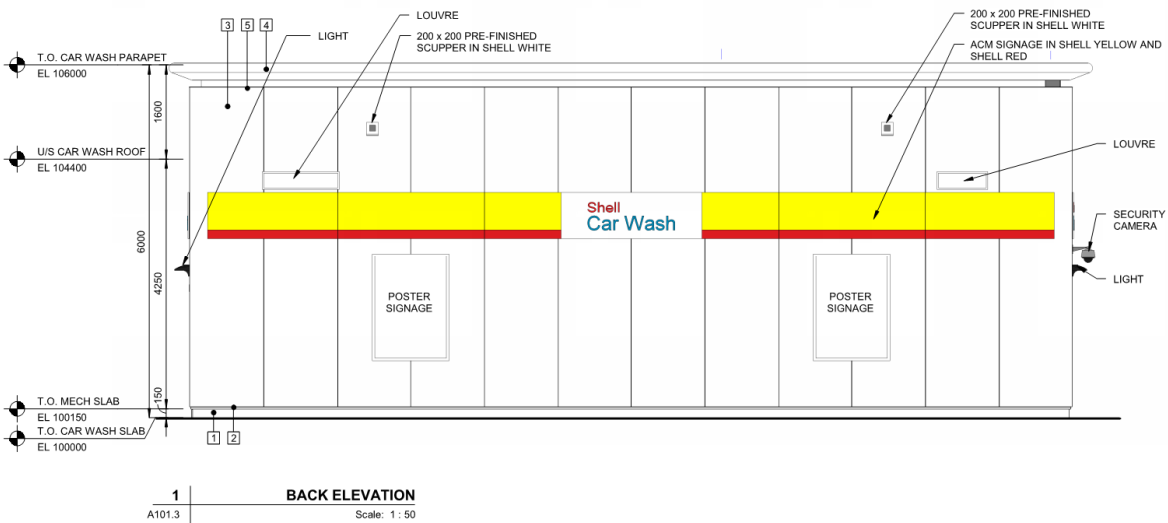 3 5 4
LOUVRE
LIGHT
200 x 200 PRE-FINISHED
SCUPPER IN SHELL WHITE
200 x 200 PRE-FINISHED
SCUPPER IN SHELL WHITE
ACM SIGNAGE IN SHELL YELLOW AND
SHELL RED
T.O. CAR WASH PARAPET
EL 106000
1600
U/S CAR WASH ROOF
EL 104400
LOUVRE
Shell
Car Wash
SECURITY
CAMERA
6000
4250
LIGHT
POSTER
SIGNAGE
POSTER
SIGNAGE
150
T.O. MECH SLAB
EL 100150
T.O. CAR WASH SLAB
EL 100000
1 2
1 BACK ELEVATION
A101.3 Scale: 1 : 50